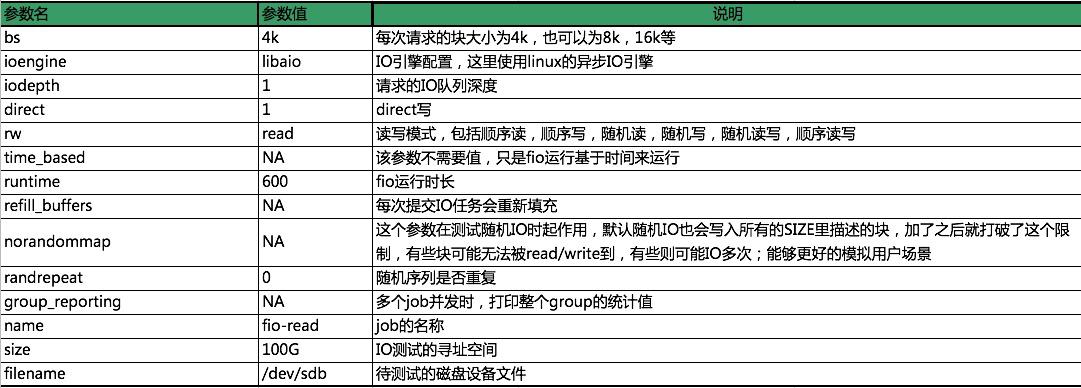 参数名 参数值 说明
bs 4k 每次请求的块大小为4k，也可以为8k，16k等
ioengine libaio IO引擎配置，这里使用linux的异步IO引擎
iodepth 1 请求的IO队列深度
direct 1 direct写
rw read 读写模式，包括顺序读，顺序写，随机读，随机写，随机读写，顺序读写
time_based NA 该参数不需要值，只是fio运行基于时间来运行
runtime 600 fio运行时长
refill_buffers NA 每次提交IO任务会重新填充
norandommap NA 这个参数在测试随机IO时起作用，默认随机IO也会写入所有的SIZE里描述的块，加了之后就打破了这个限
制，有些块可能无法被read/write到，有些则可能IO多次；能够更好的模拟用户场景
randrepeat 0 随机序列是否重复
group_reporting NA 多个job并发时，打印整个group的统计值
name fio-read job的名称
size 100G IO测试的寻址空间
filename /dev/sdb 待测试的磁盘设备文件